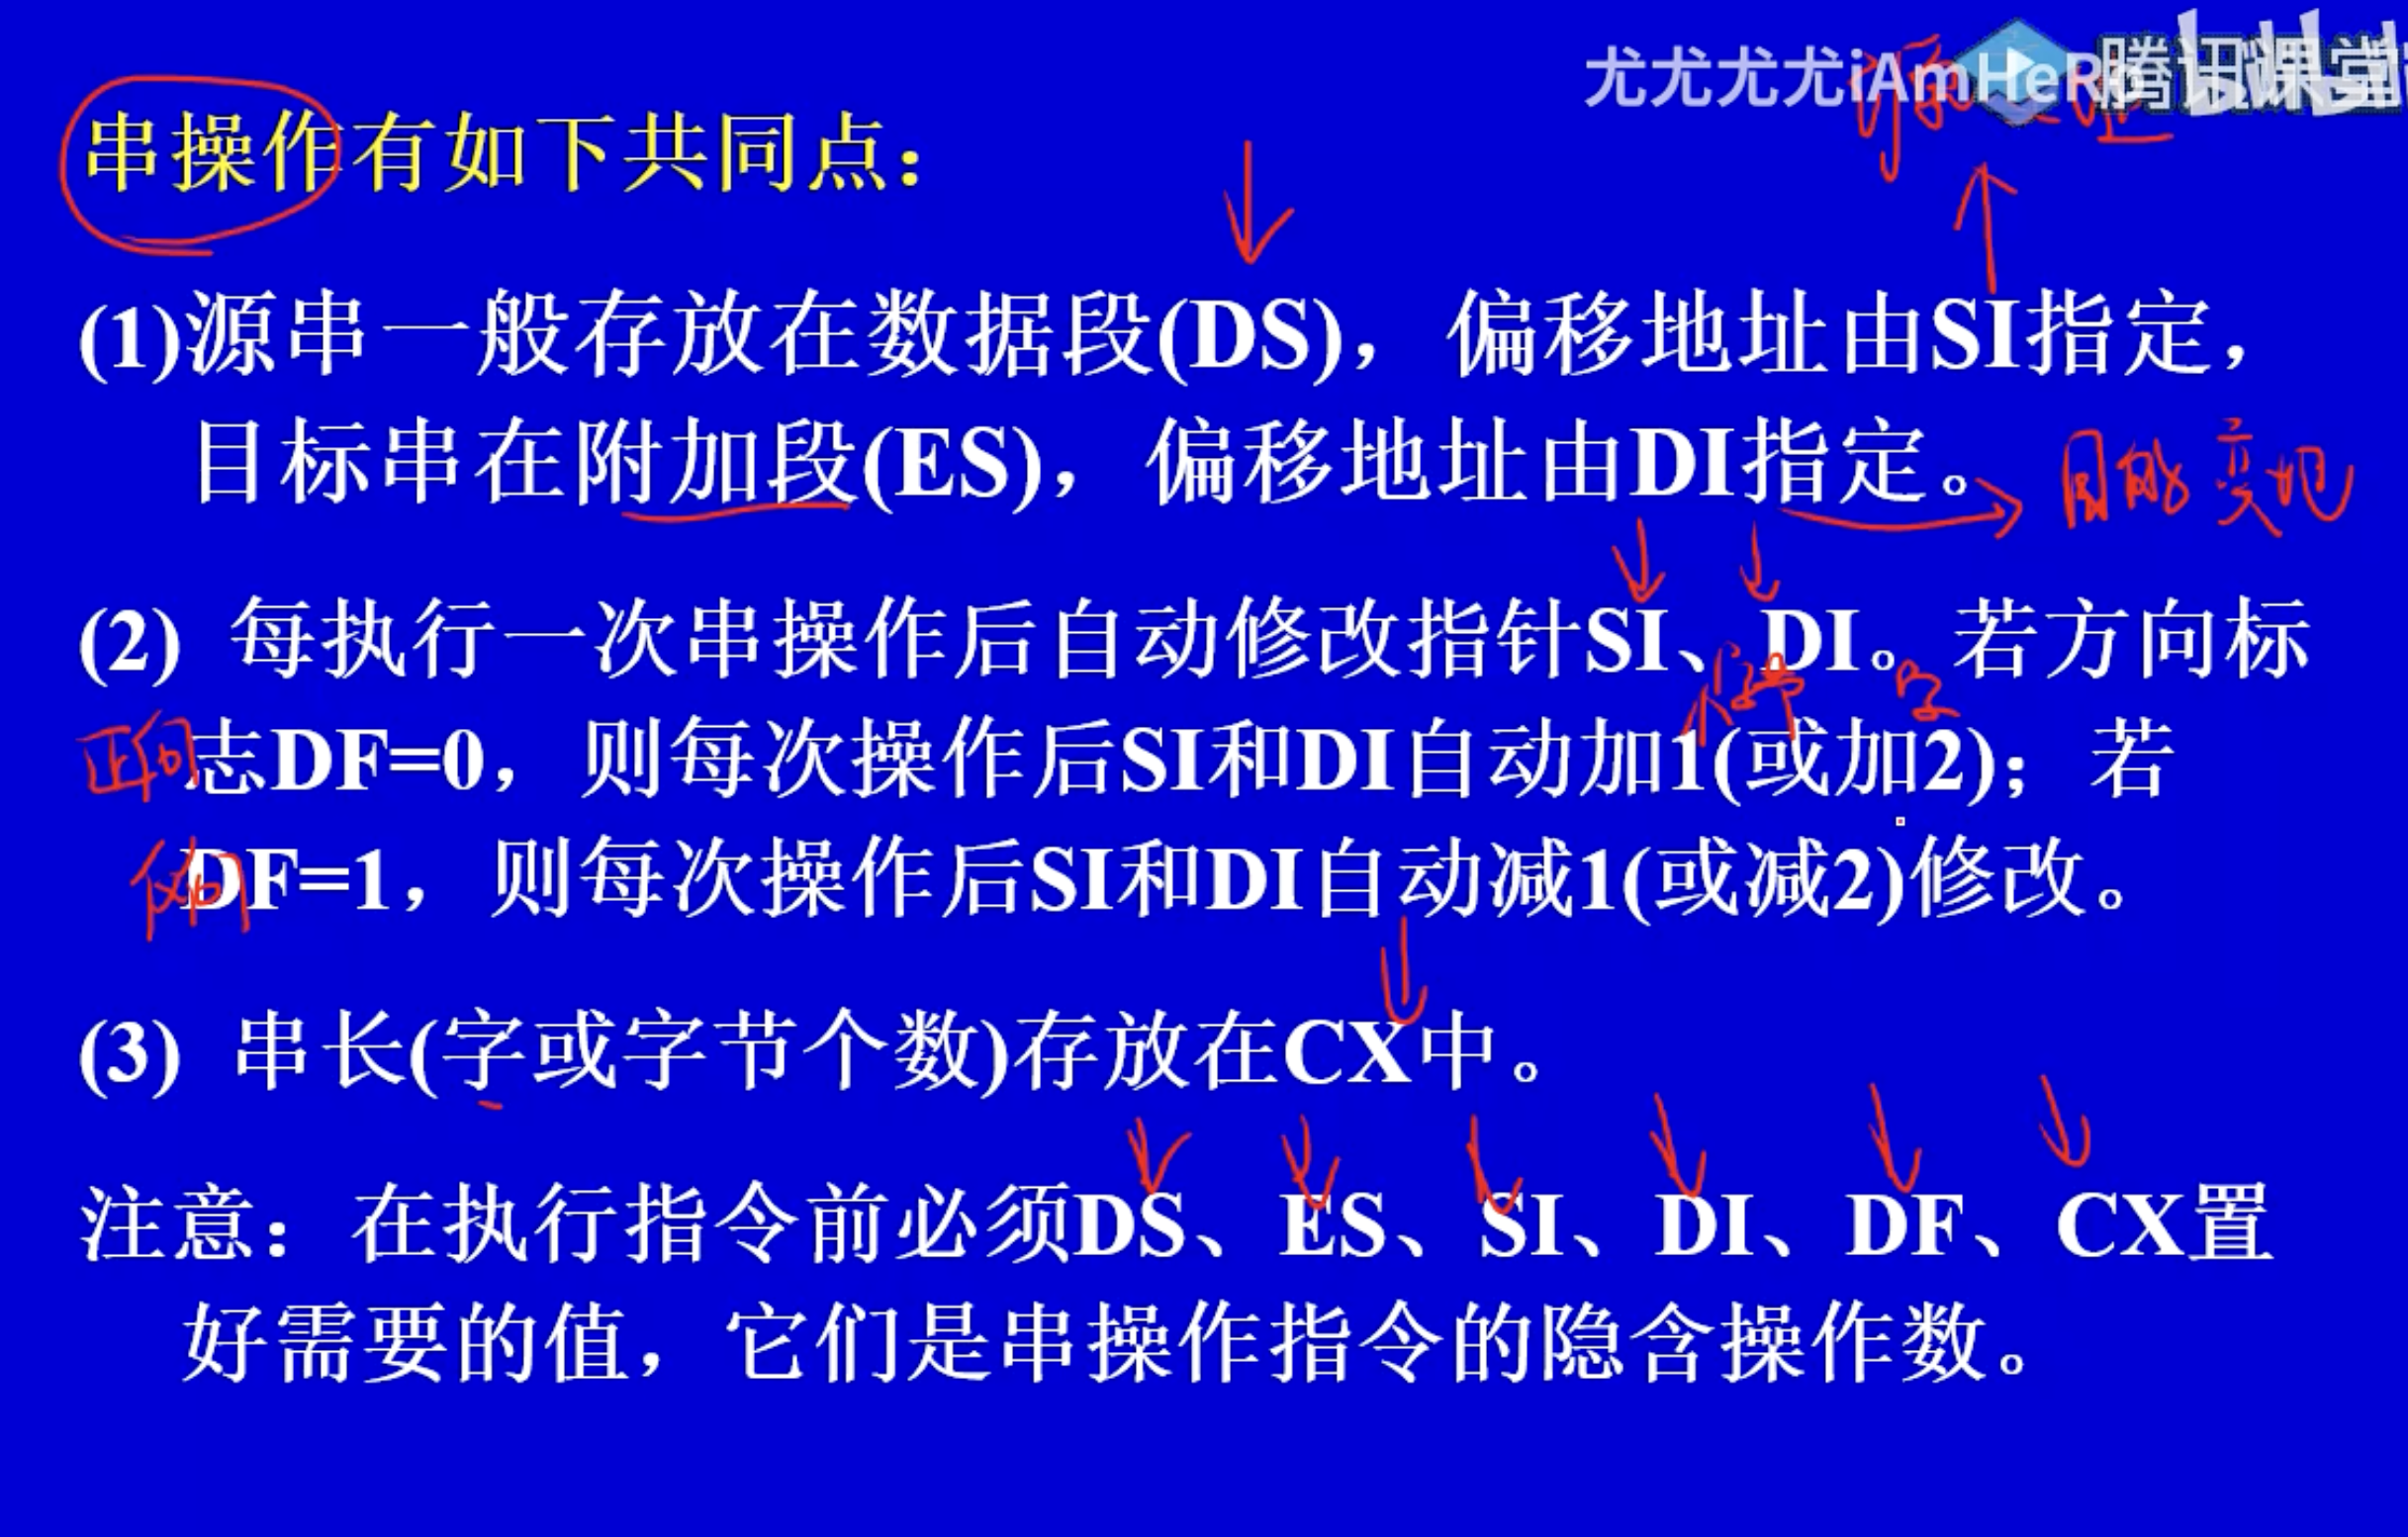 尤尤尤尤iAmHeRo 腾讯课堂
串操作有如下共同点：
(1)源串一般存放在数据段(DS)，偏移地址由SI指定，
目标串在附加段(ES)，偏移地址由DI指定。
目的变址
(2) 每执行一次串操作后自动修改指针SI、DI。若方向标
字节 字
正向
志DF=0，则每次操作后SI和DI自动加1(或加2)；若
DF=1，则每次操作后SI和DI自动减1(或减2)修改。
(3) 串长(字或字节个数)存放在CX中。
注意：在执行指令前必须DS、ES、SI、DI、DF、CX置
好需要的值，它们是串操作指令的隐含操作数。